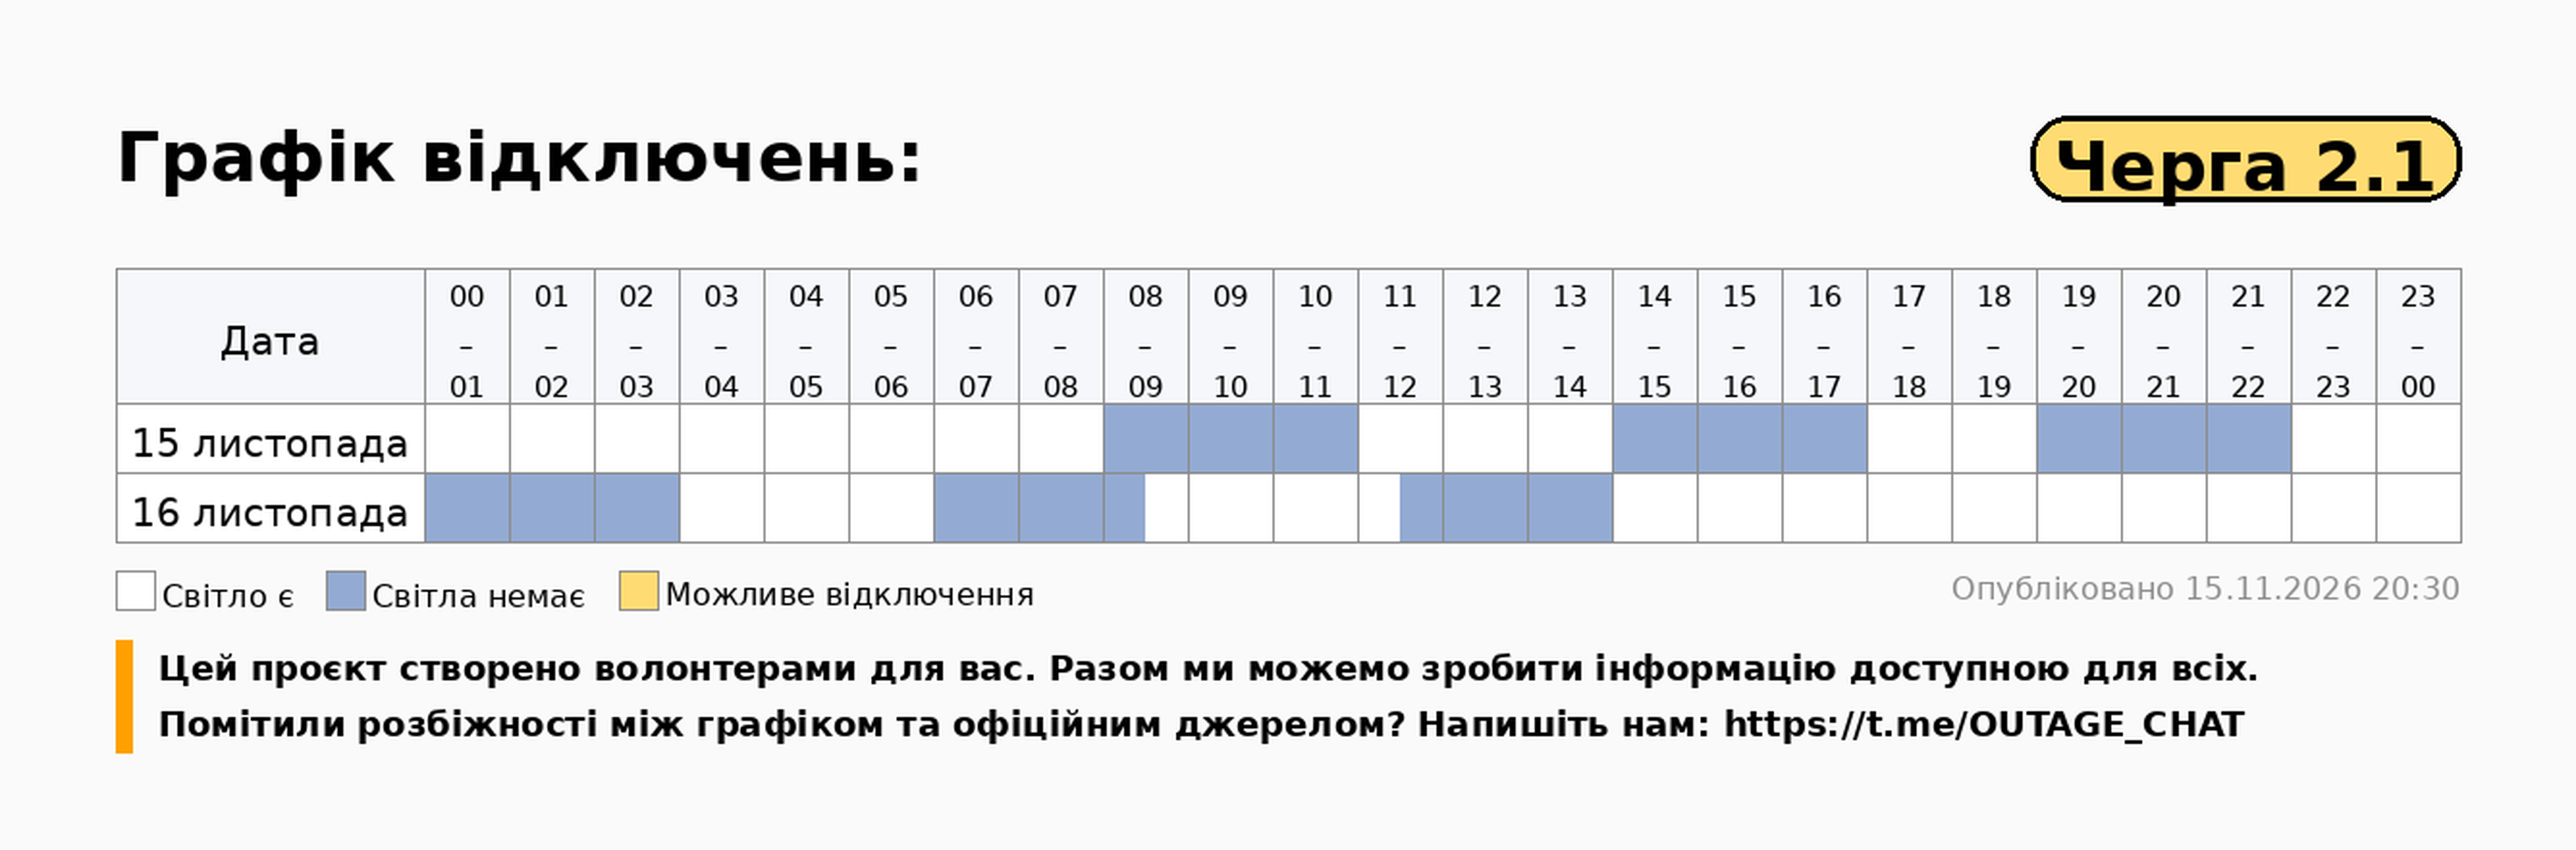 Графік відключень:
Черга 2.1
Дата 00 – 01 01 – 02 02 – 03 03 – 04 04 – 05 05 – 06 06 – 07 07 – 08 08 – 09 09 – 10 10 – 11 11 – 12 12 – 13 13 – 14 14 – 15 15 – 16 16 – 17 17 – 18 18 – 19 19 – 20 20 – 21 21 – 22 22 – 23 23 – 00
15 листопада
16 листопада
Світло є Світла немає Можливе відключення
Опубліковано 15.11.2026 20:30
Цей проєкт створено волонтерами для вас. Разом ми можемо зробити інформацію доступною для всіх.
Помітили розбіжності між графіком та офіційним джерелом? Напишіть нам: https://t.me/OUTAGE_CHAT